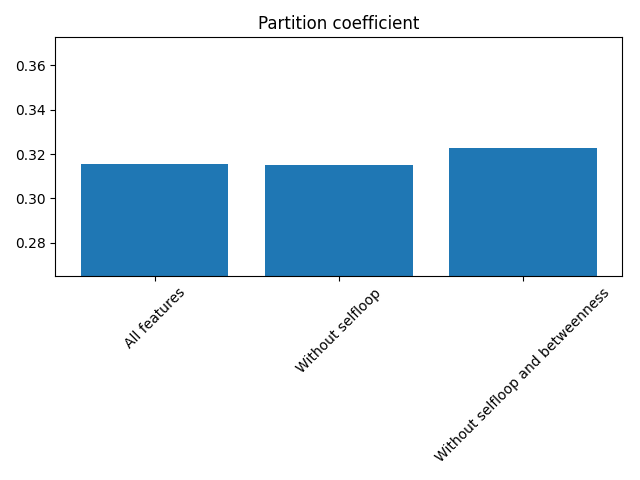 Partition coefficient
0.36
0.34
0.32
0.30
0.28
All features
Without selfloop
Without selfloop and betweenness